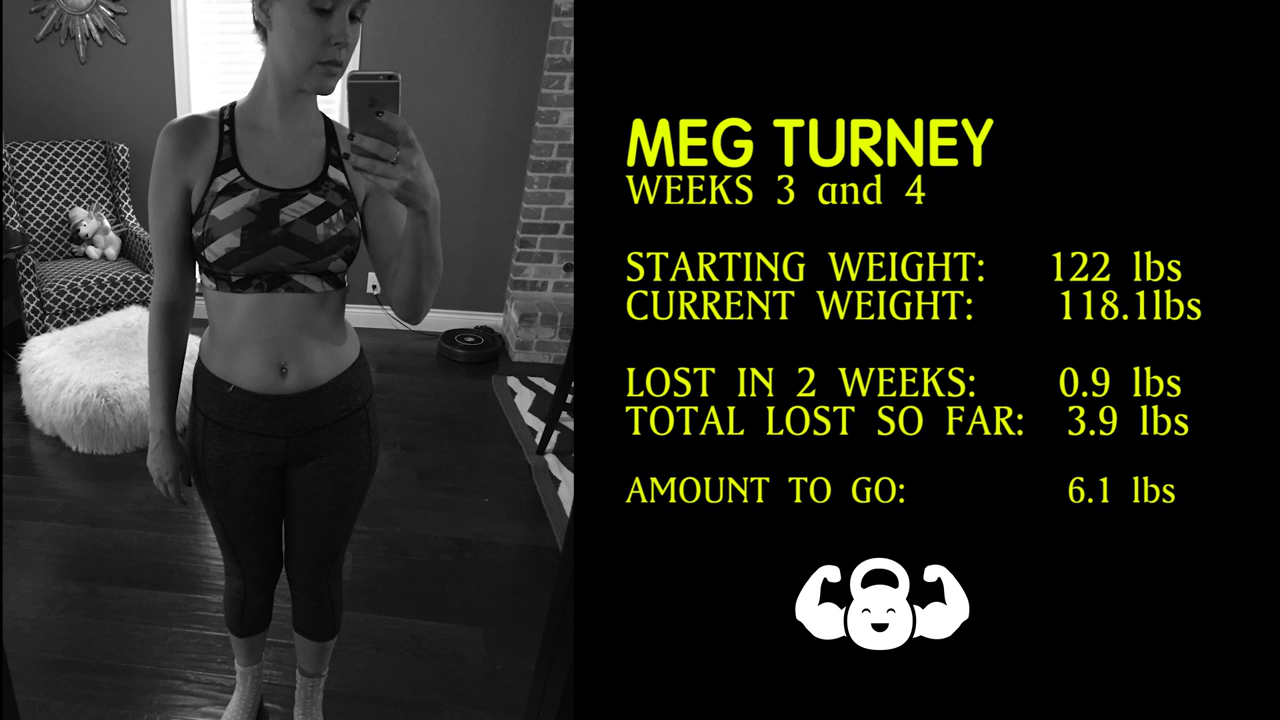 MEG TURNEY
WEEKS 3 and 4
STARTING WEIGHT: 122 lbs
CURRENT WEIGHT: 118.1lbs
LOST IN 2 WEEKS: 0.9 lbs
TOTAL LOST SO FAR: 3.9 lbs
AMOUNT TO GO: 6.1 lbs